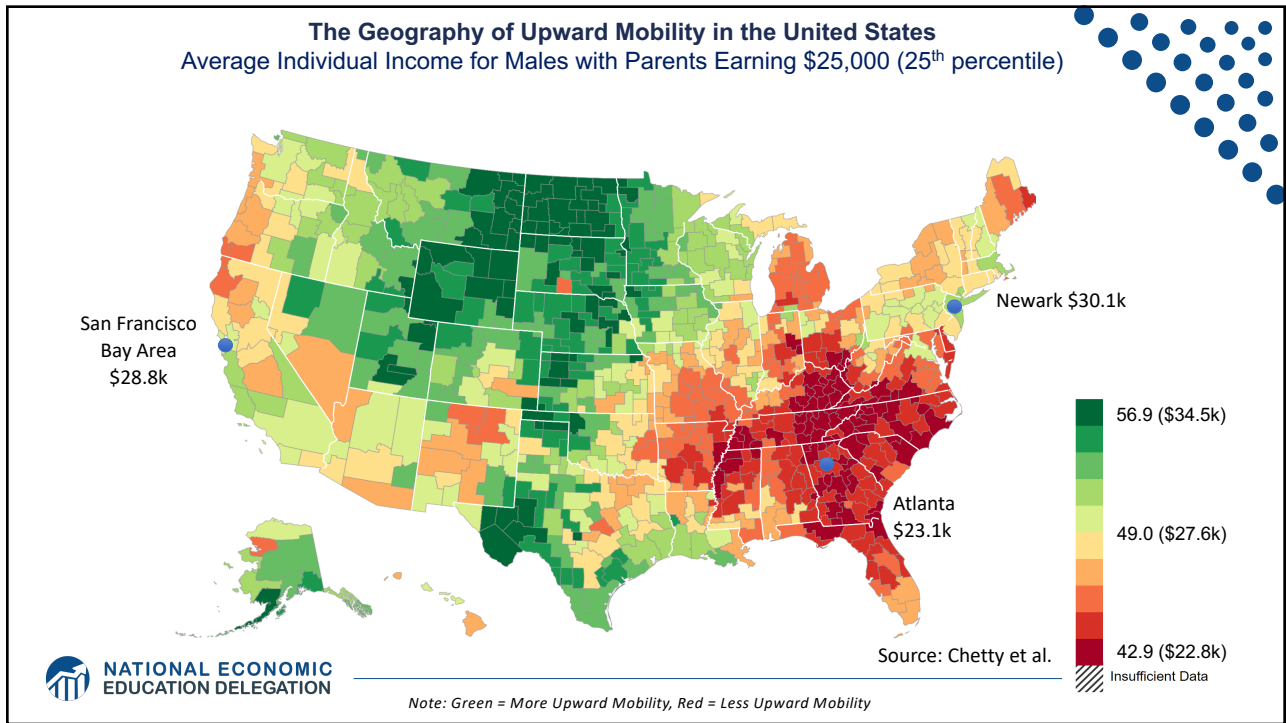 The Geography of Upward Mobility in the United States
Average Individual Income for Males with Parents Earning $25,000 (25th percentile)
San Francisco
Bay Area
$28.8k
Newark $30.1k
Atlanta
$23.1k
56.9 ($34.5k)
49.0 ($27.6k)
42.9 ($22.8k)
Insufficient Data
Source: Chetty et al.
NATIONAL ECONOMIC
EDUCATION DELEGATION
Note: Green = More Upward Mobility, Red = Less Upward Mobility